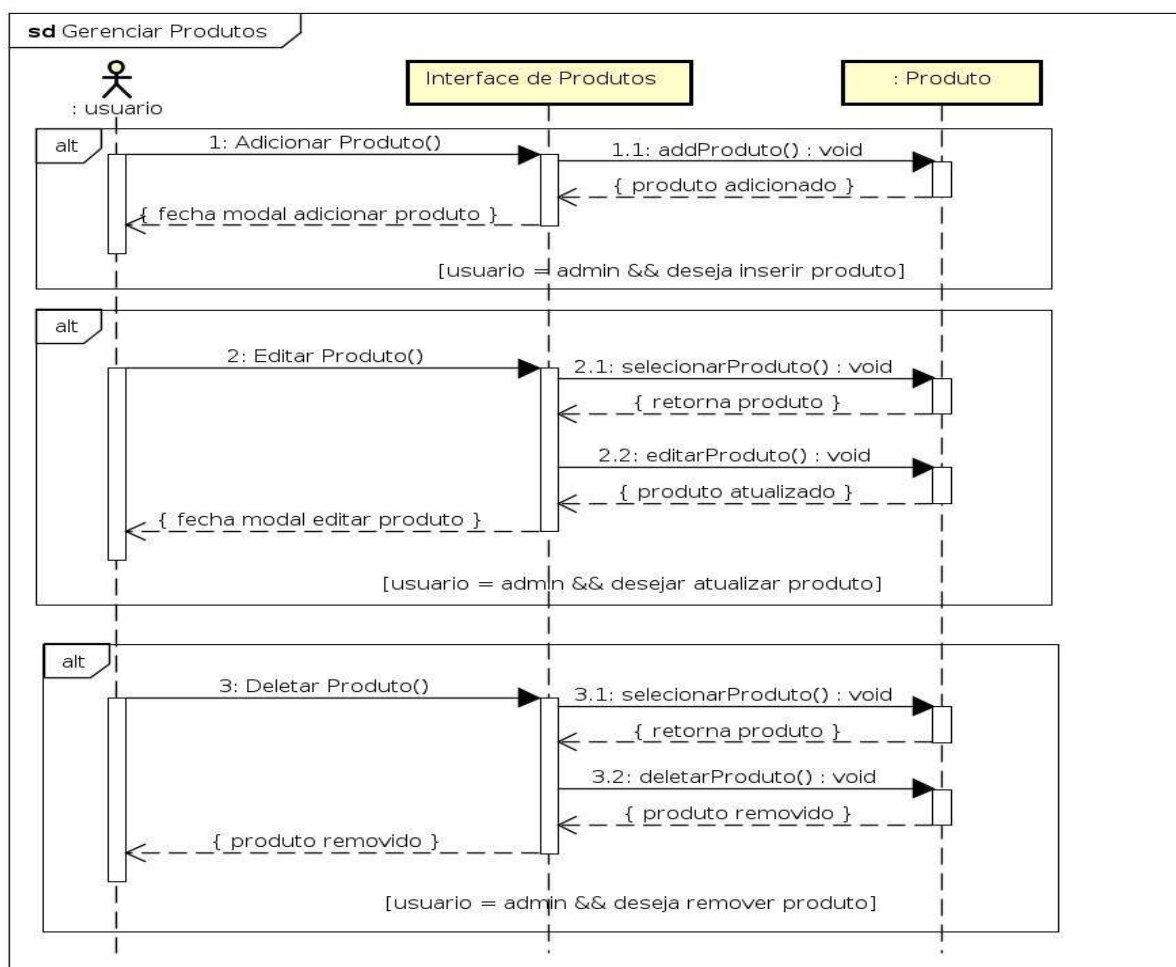 sd Gerenciar Produtos
: usuario
Interface de Produtos
: Produto
alt
1: Adicionar Produto()
1.1: addProduto() : void
{ produto adicionado }
{ fecha modal adicionar produto }
[usuario = admin && deseja inserir produto]
alt
2: Editar Produto()
2.1: selecionarProduto() : void
{ retorna produto }
2.2: editarProduto() : void
{ produto atualizado }
{ fecha modal editar produto }
[usuario = admin && desejar atualizar produto]
alt
3: Deletar Produto()
3.1: selecionarProduto() : void
{ retorna produto }
3.2: deletarProduto() : void
{ produto removido }
{ produto removido }
[usuario = admin && deseja remover produto]